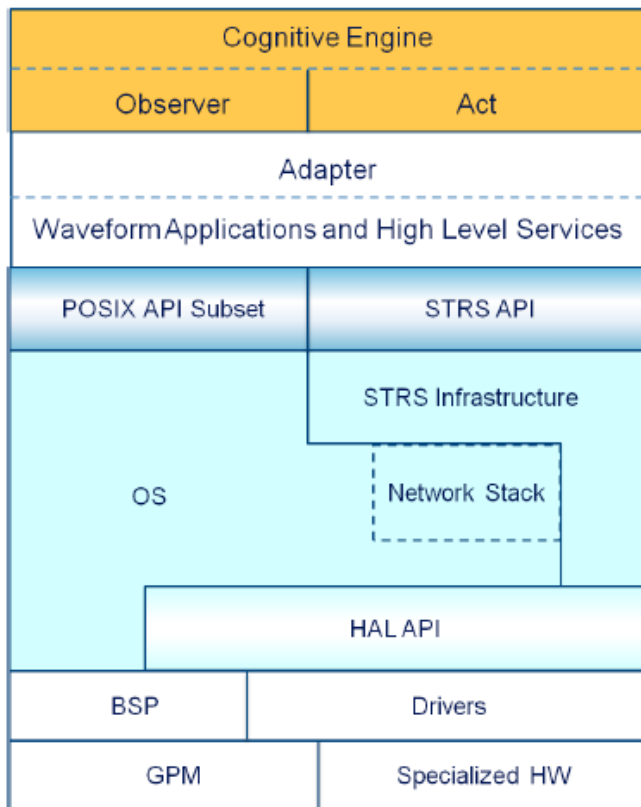 Cognitive Engine
Observer
Act
Adapter
Waveform Applications and High Level Services
POSIX API Subset
STRS API
STRS Infrastructure
OS
Network Stack
HAL API
BSP
Drivers
GPM
Specialized HW